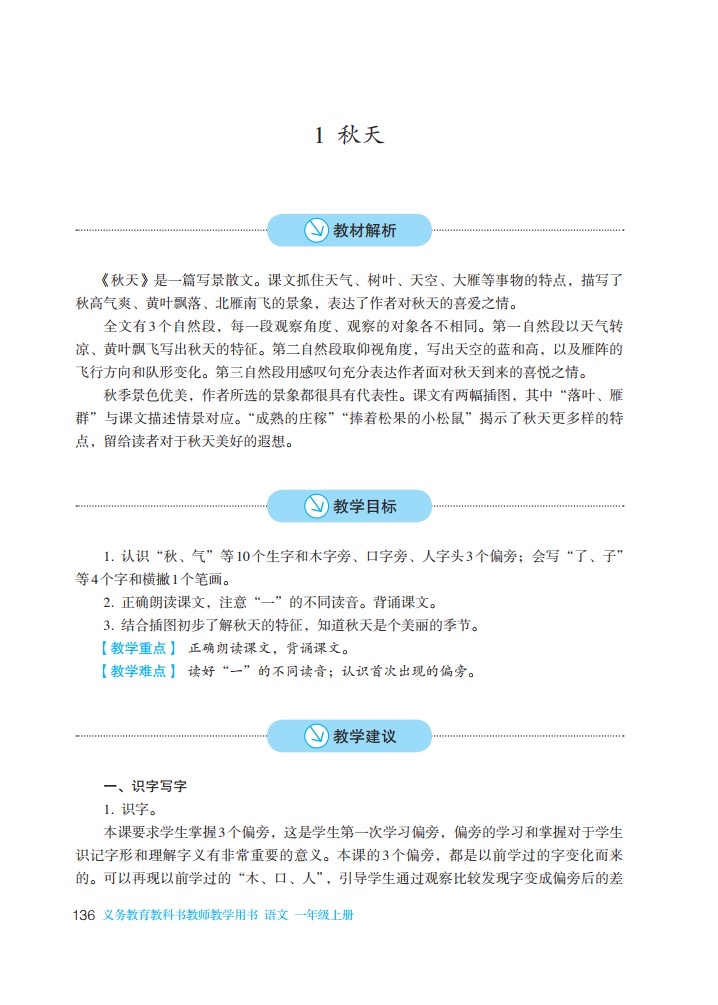 1 秋天
教材解析
《秋天》是一篇写景散文。课文抓住天气、树叶、天空、大雁等事物的特点，描写了
秋高气爽、黄叶飘落、北雁南飞的景象，表达了作者对秋天的喜爱之情。
全文有3个自然段，每一段观察角度、观察的对象各不相同。第一自然段以天气转
凉、黄叶飘飞写出秋天的特征。第二自然段取仰视角度，写出天空的蓝和高，以及雁阵的
飞行方向和队形变化。第三自然段用感叹句充分表达作者面对秋天到来的喜悦之情。
秋季景色优美，作者所选的景象都很具有代表性。课文有两幅插图，其中“落叶、雁
群”与课文描述情景对应。“成熟的庄稼”“捧着松果的小松鼠”揭示了秋天更多样的特
点，留给读者对于秋天美好的遐想。
教学目标
1. 认识“秋、气”等10个生字和木字旁、口字旁、人字头3个偏旁；会写“了、子”
等4个字和横撇1个笔画。
2. 正确朗读课文，注意“一”的不同读音。背诵课文。
3. 结合插图初步了解秋天的特征，知道秋天是个美丽的季节。
【教学重点】 正确朗读课文，背诵课文。
【教学难点】 读好“一”的不同读音；认识首次出现的偏旁。
教学建议
一、识字写字
1. 识字。
本课要求学生掌握3个偏旁，这是学生第一次学习偏旁，偏旁的学习和掌握对于学生
识记字形和理解字义有非常重要的意义。本课的3个偏旁，都是以前学过的字变化而来
的。可以再现以前学过的“木、口、人”，引导学生通过观察比较发现字变成偏旁后的差
136 义务教育教科书教师教学用书 语文 一年级上册